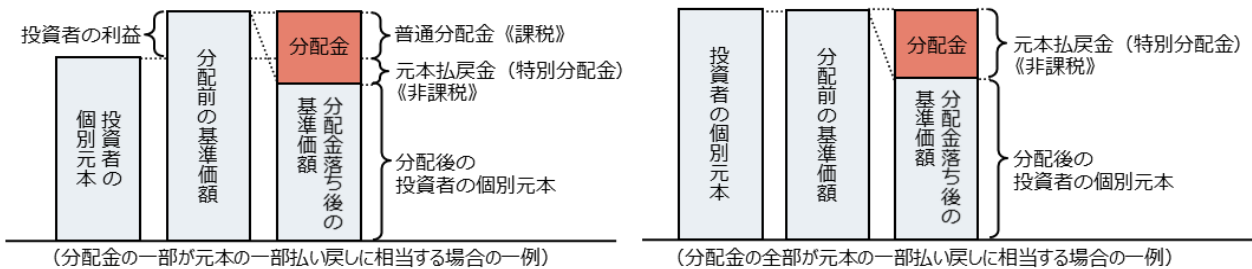 投資者の利益
投資者の
個別元本
分配前の基準価額
分配金
分配金落ち後の
基準価額
普通分配金《課税》
元本払戻金（特別分配金）
《非課税》
分配後の
投資者の個別元本
（分配金の一部が元本の一部払い戻しに相当する場合の一例）
投資者の個別元本
分配前の基準価額
分配金
分配金落ち後の
基準価額
元本払戻金（特別分配金）
《非課税》
分配後の
投資者の個別元本
（分配金の全部が元本の一部払い戻しに相当する場合の一例）